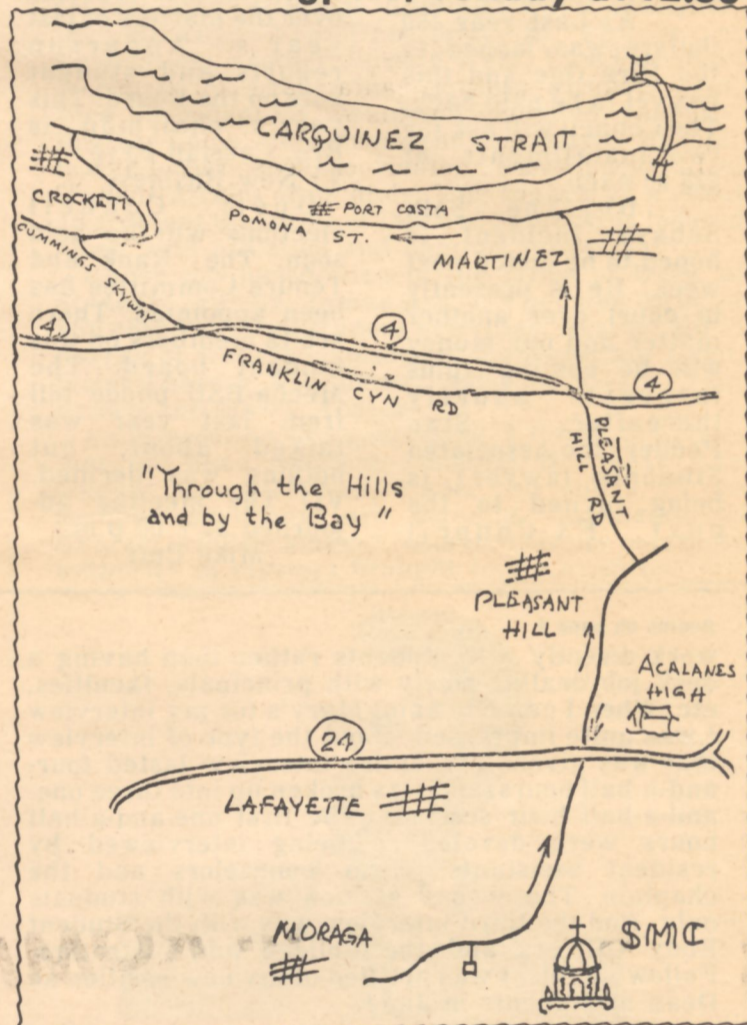 CARQUINEZ STRAIT
CROCKETT
PORT COSTA
POMONA ST.
CUMMINGS SKYWAY
MARTINEZ
4
4
FRANKLIN CYN RD
4
PLEASANT
HILL RD
"Through the Hills
and by the Bay"
PLEASANT
HILL
ACALANES
HIGH
24
LAFAYETTE
MORAGA
SMC